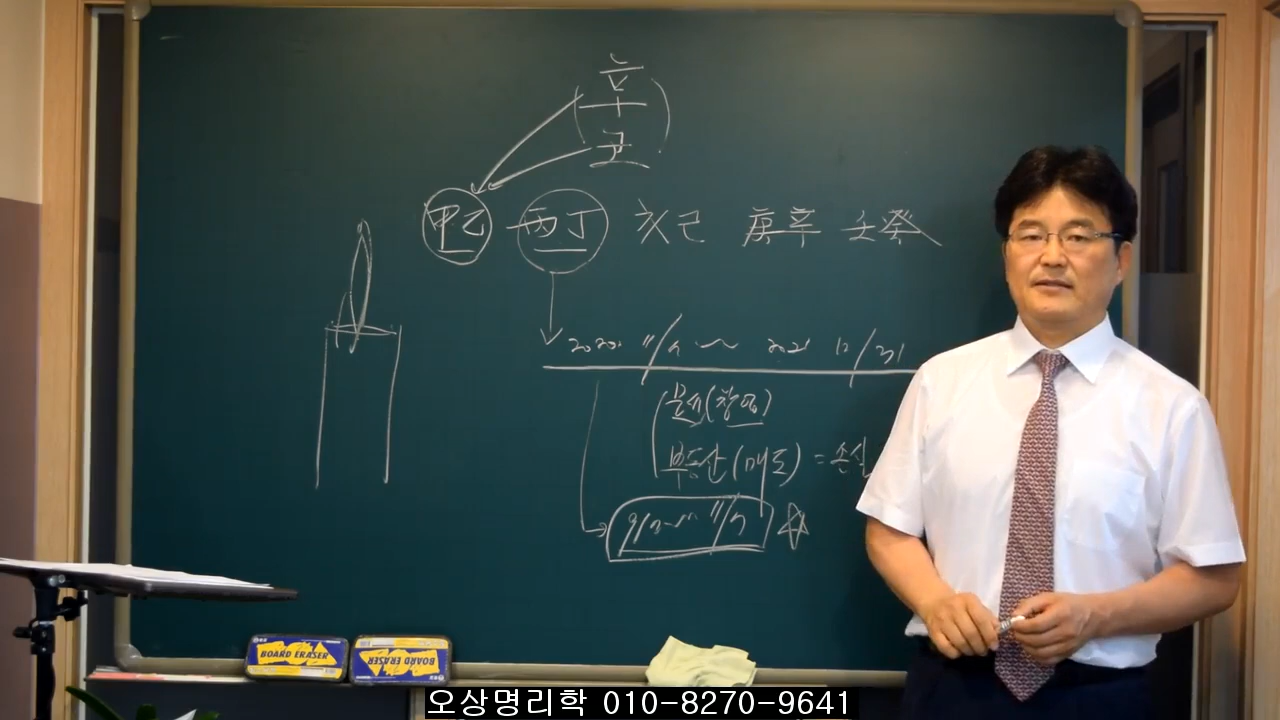 辛
甲乙 丙丁 戊己 庚辛 壬癸
2020 11/7 ~ 2021 12/31
문서(창업)
부동산(매도) = 손실
9/7 ~ 11/7 ☆
BOARD ERASER BOARD ERASER
오상명리학 010-8270-9641